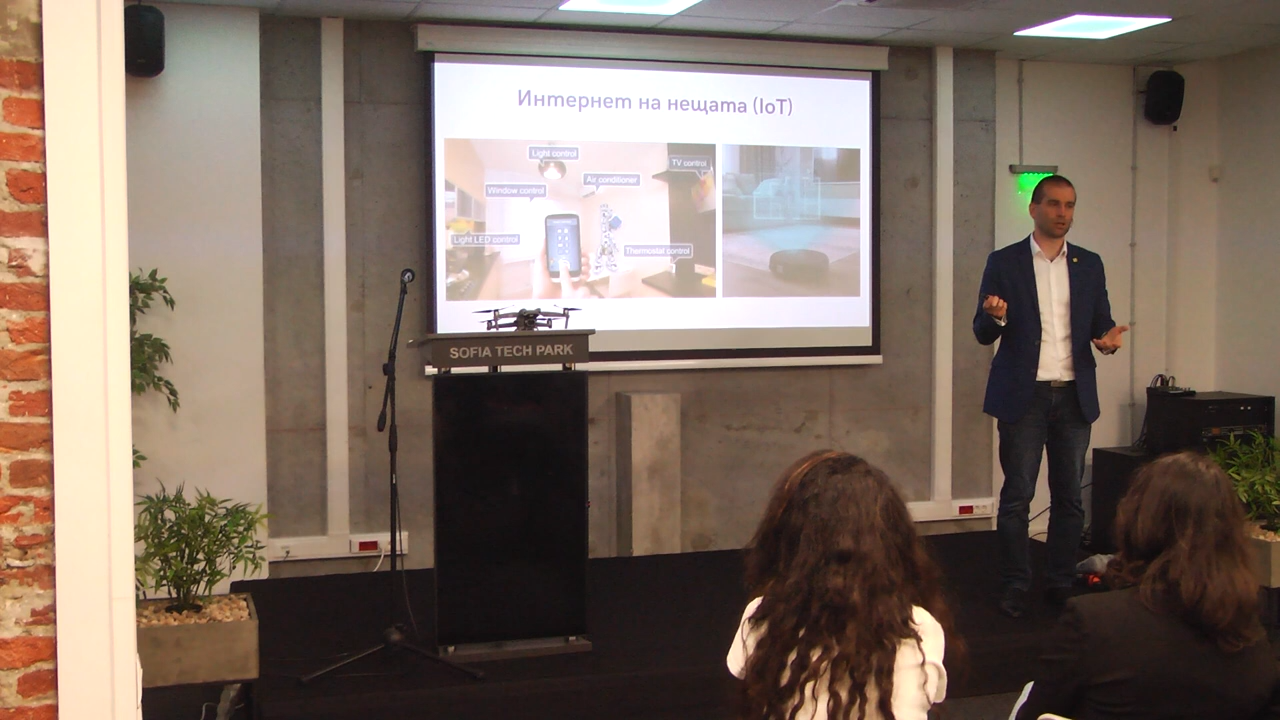 Интернет на нещата (IoT)
Light control
TV control
Air conditioner
Window control
Light LED control
Thermostat control
SOFIA TECH PARK